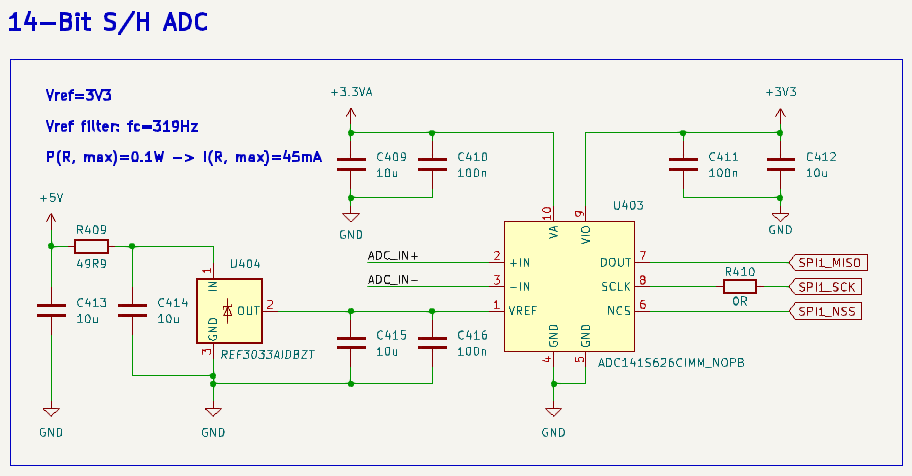 14-Bit S/H ADC
Vref=3V3
Vref filter: fc=319Hz
P(R, max)=0.1W -> I(R, max)=45mA
+3.3VA
+3V3
C409
10u
C410
100n
C411
100n
C412
10u
GND
GND
+5V
R409
49R9
C413
10u
C414
10u
U404
1
IN
OUT
2
GND
3
REF3033AIDBZT
GND
GND
C415
10u
C416
100n
ADC_IN+
ADC_IN-
U403
10
VA
9
VIO
2
+IN
3
-IN
1
VREF
DOUT
7
SCLK
8
NCS
6
GND
4
GND
5
ADC141S626CIMM_NOPB
GND
R410
0R
SPI1_MISO
SPI1_SCK
SPI1_NSS